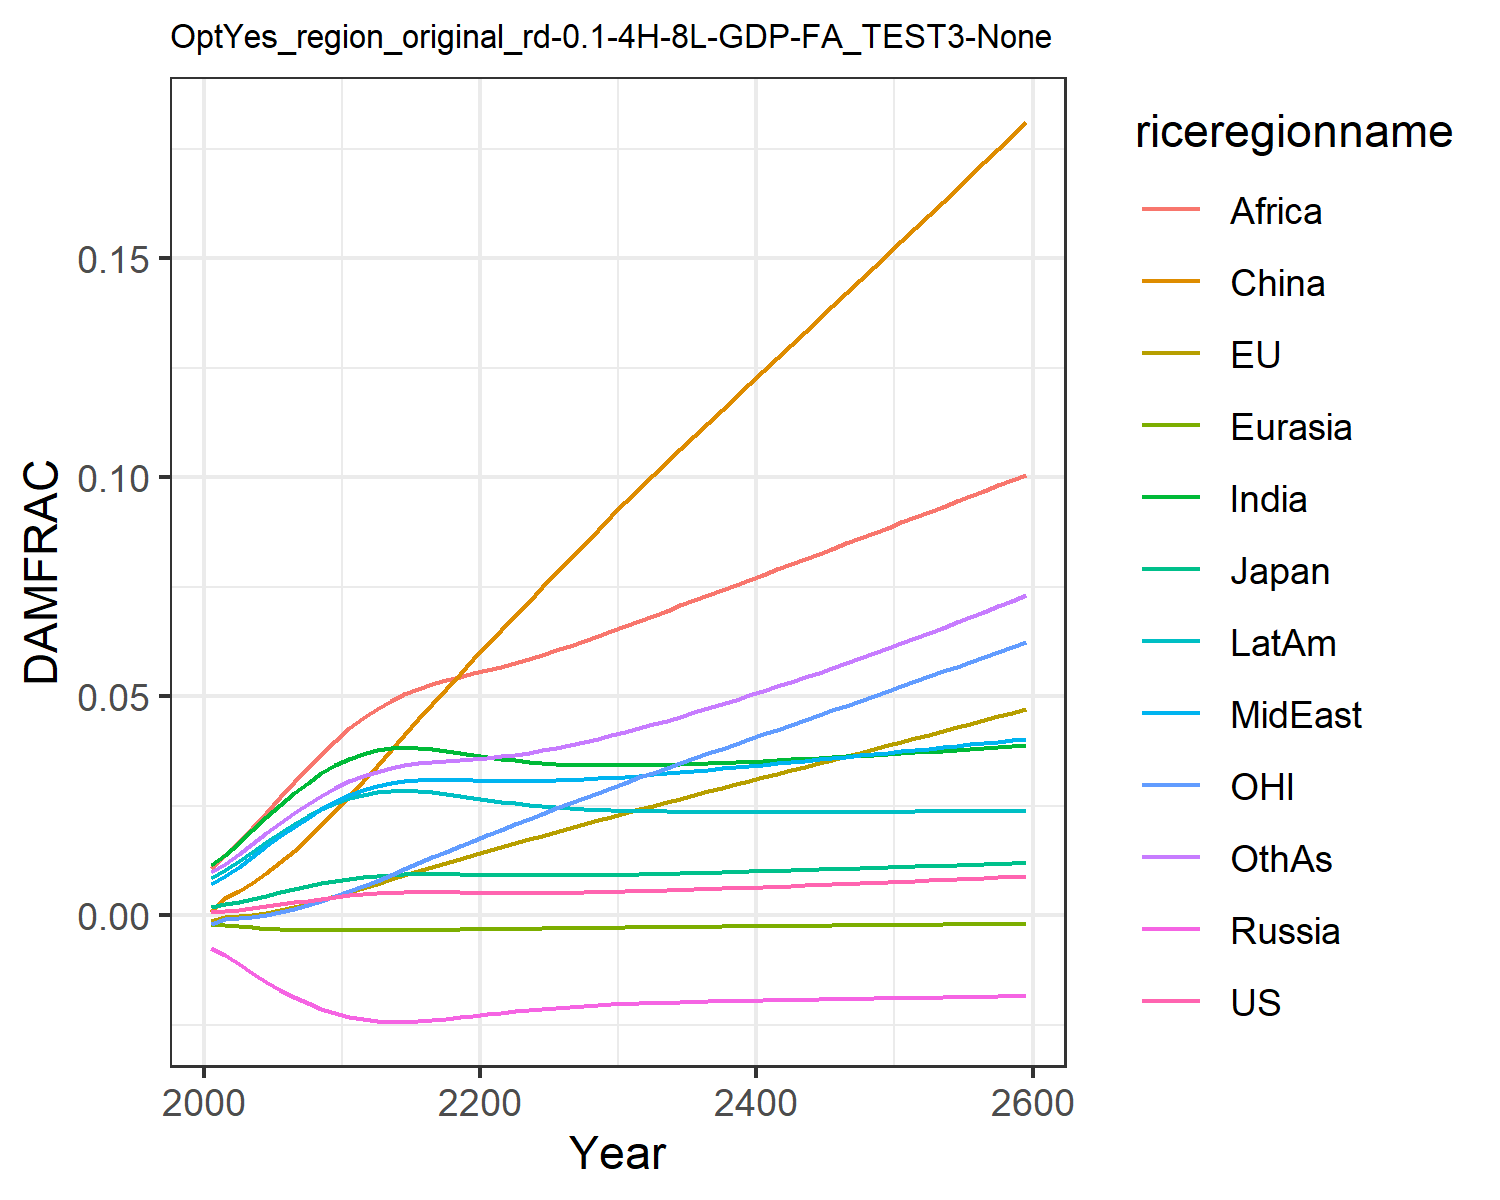 OptYes_region_original_rd-0.1-4H-8L-GDP-FA_TEST3-None
DAMFRAC
0.15
0.10
0.05
0.00
2000 2200 2400 2600
Year
riceregionname
Africa
China
EU
Eurasia
India
Japan
LatAm
MidEast
OHI
OthAs
Russia
US